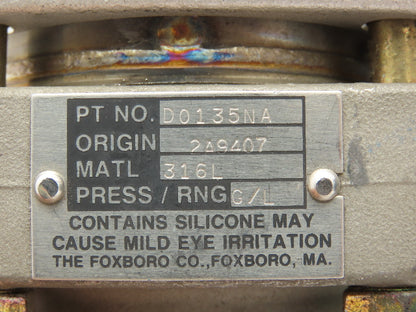 PT NO. D0135NA
ORIGIN 2A9407
MATL 316L
PRESS / RNG G/L
CONTAINS SILICONE MAY
CAUSE MILD EYE IRRITATION
THE FOXBORO CO., FOXBORO, MA.